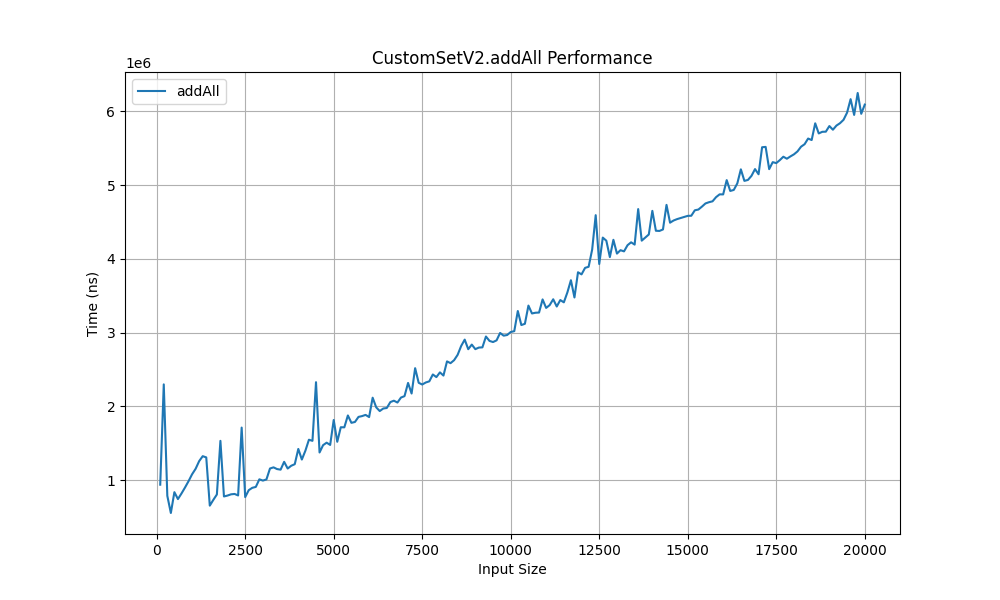 CustomSetV2.addAll Performance
1e6
addAll
6
5
4
3
2
1
Time (ns)
0 2500 5000 7500 10000 12500 15000 17500 20000
Input Size